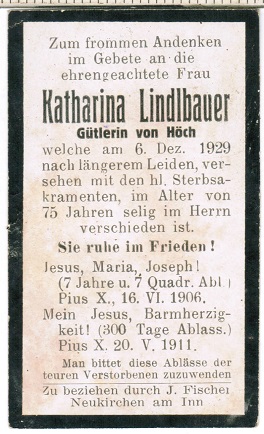 Zum frommen Andenken
im Gebete an die
ehrengeachtete Frau
Katharina Lindlbauer
Gütlerin von Höch
welche am 6. Dez. 1929
nach längerem Leiden, ver-
sehen mit den hl. Sterbsa-
kramenten, im Alter von
75 Jahren selig im Herrn
verschieden ist.
Sie ruhe im Frieden!
Jesus, Maria, Joseph!
(7 Jahre u. 7 Quadr. Abl.)
Pius X., 16. VI. 1906.
Mein Jesus, Barmherzig-
keit! (300 Tage Ablass.)
Pius X. 20. V. 1911.
Man bittet diese Ablässe der
teuren Verstorbenen zuzuwenden
Zu beziehen durch J. Fischer
Neukirchen am Inn